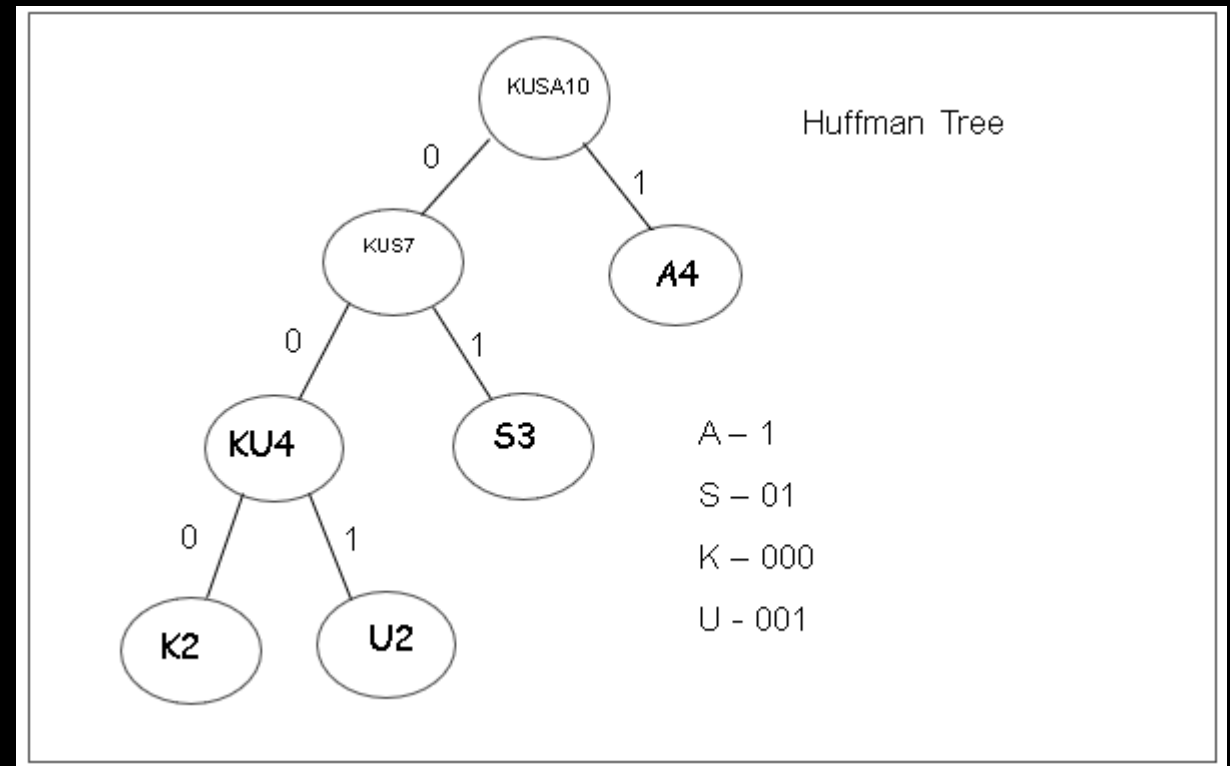 KUSA10
Huffman Tree
0
1
KUS7
A4
0
1
KU4
S3
A – 1
S – 01
0
1
K – 000
U - 001
K2
U2